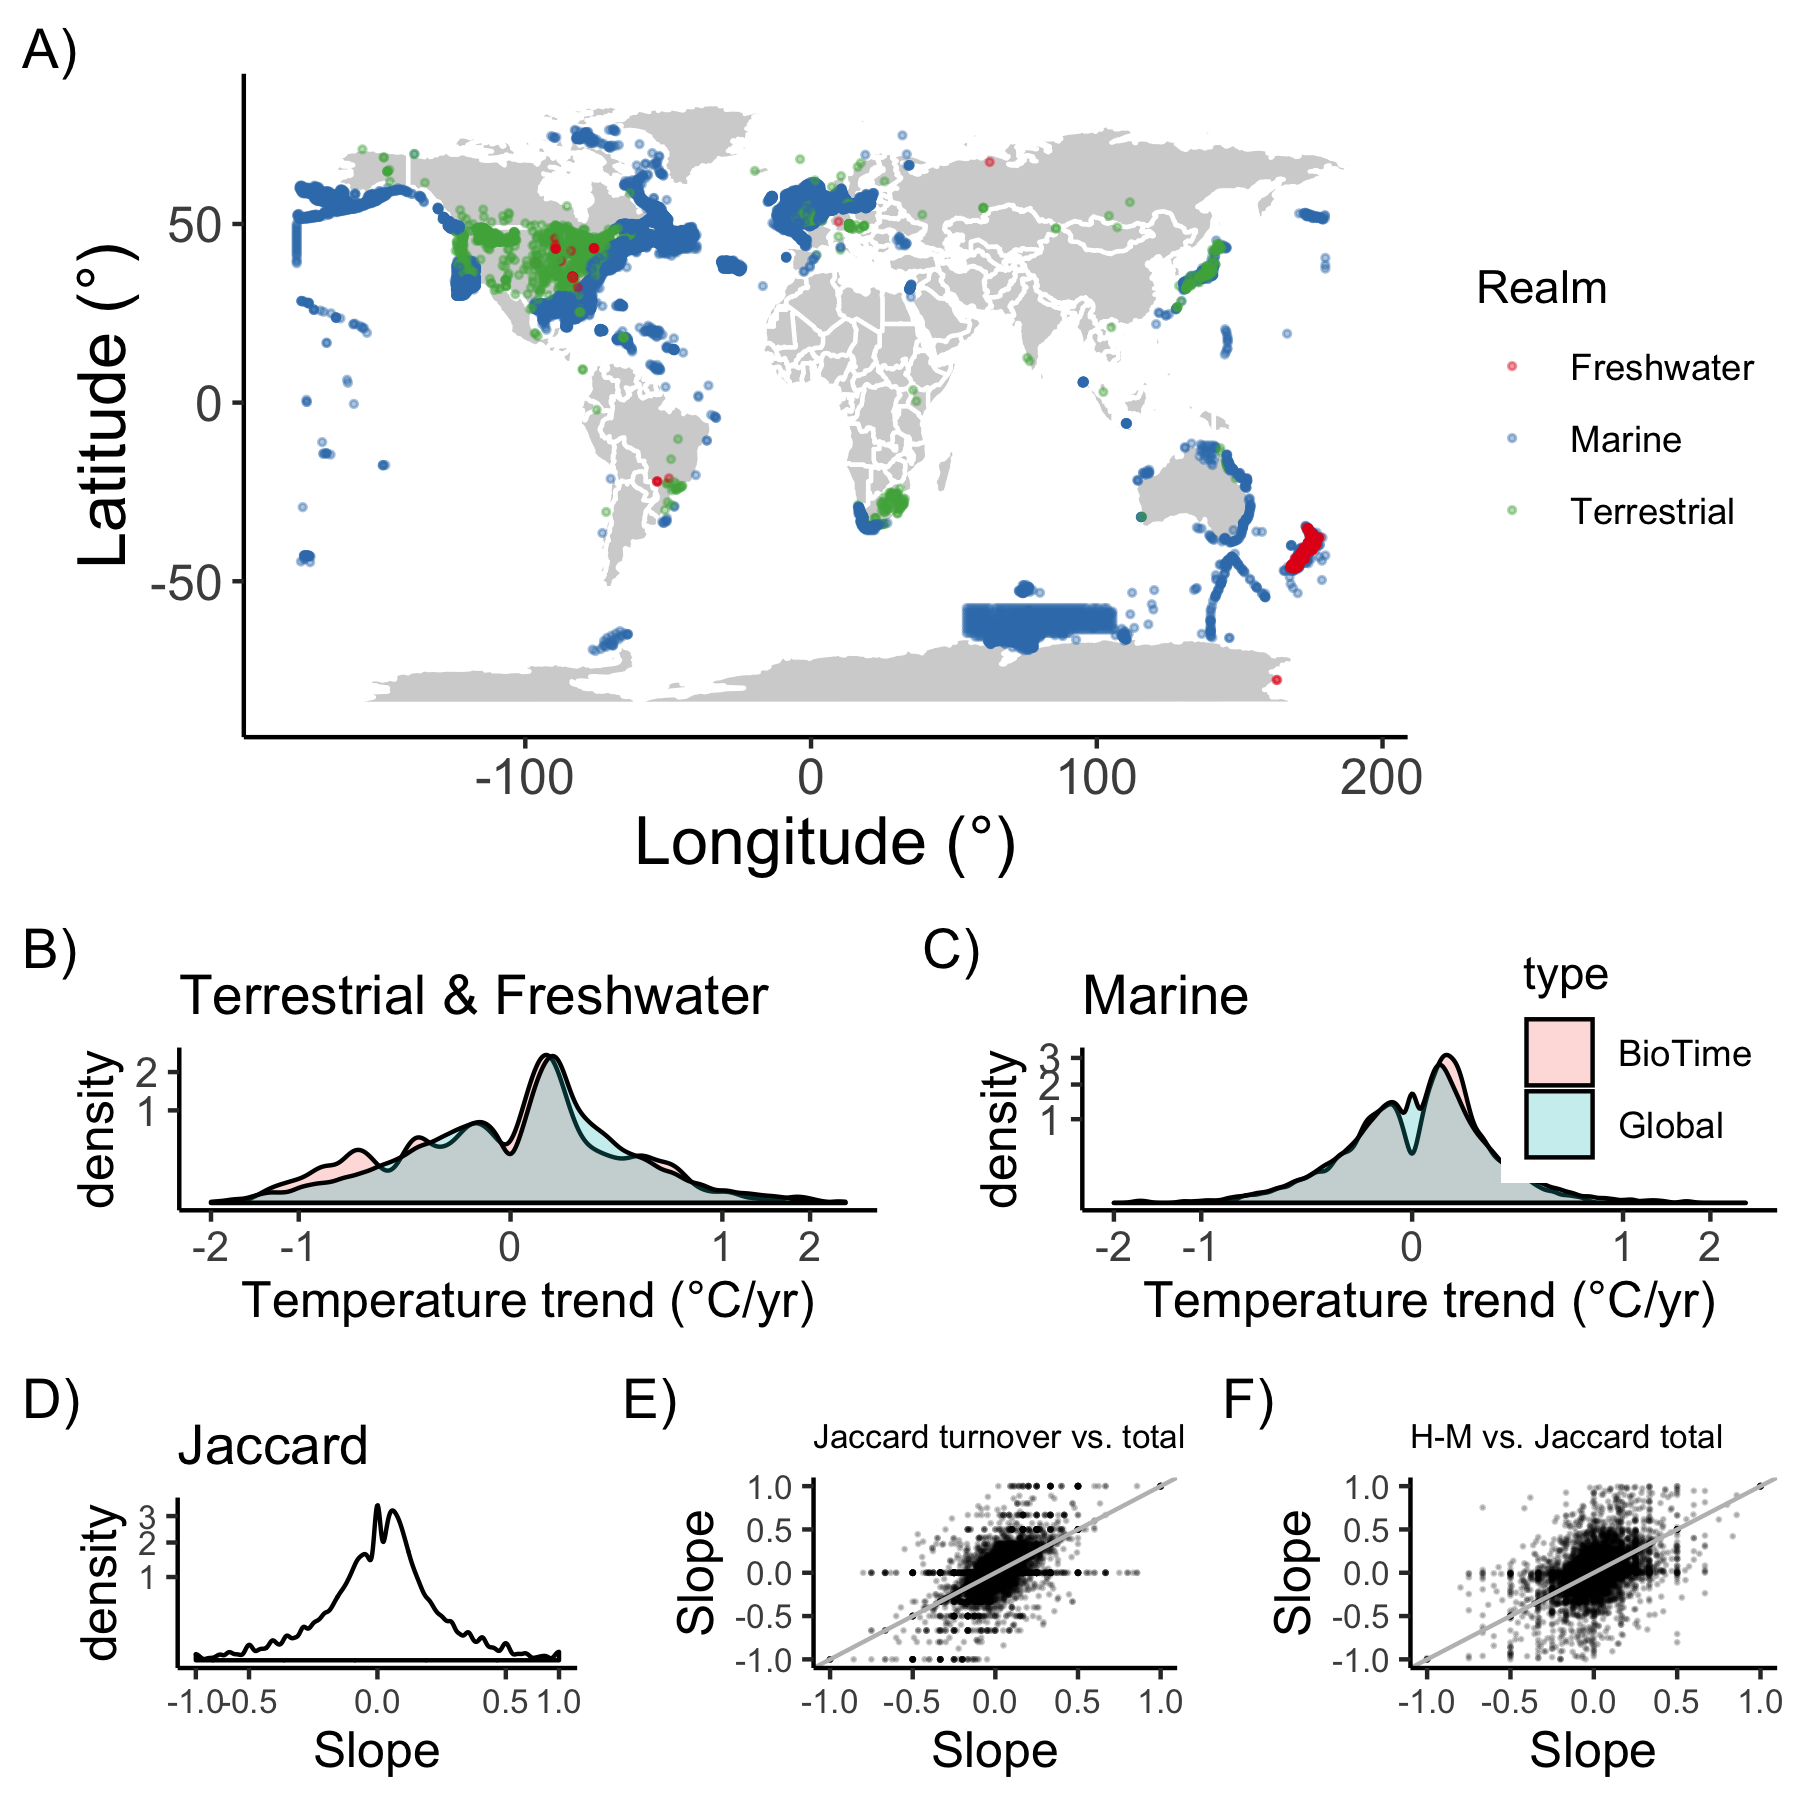 A)
Latitude (°)
50
0
-50
-100 0 100 200
Longitude (°)
Realm
Freshwater
Marine
Terrestrial
B)
Terrestrial & Freshwater
density
2
1
-2 -1 0 1 2
Temperature trend (°C/yr)
C)
Marine
density
3
2
1
-2 -1 0 1 2
Temperature trend (°C/yr)
type
BioTime
Global
D)
Jaccard
density
3
2
1
-1.0 -0.5 0.0 0.5 1.0
Slope
E)
Jaccard turnover vs. total
Slope
1.0
0.5
0.0
-0.5
-1.0
-1.0 -0.5 0.0 0.5 1.0
Slope
F)
H-M vs. Jaccard total
Slope
1.0
0.5
0.0
-0.5
-1.0
-1.0 -0.5 0.0 0.5 1.0
Slope